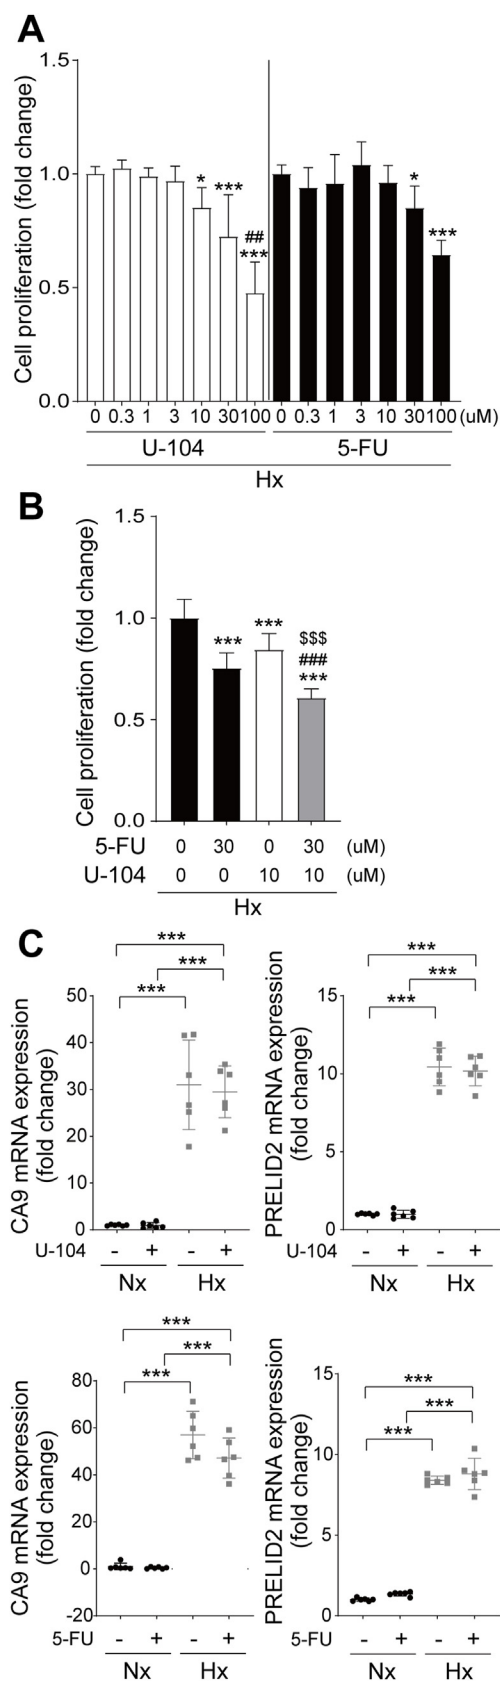 A
Cell proliferation (fold change)
1.5
1.0
0.5
0.0
* *** ## *** * ***
0 0.3 1 3 10 30 100 0 0.3 1 3 10 30 100 (uM)
U-104 5-FU
Hx
B
Cell proliferation (fold change)
1.5
1.0
0.5
0.0
*** *** $$$
###
***
5-FU 0 30 0 30 (uM)
U-104 0 0 10 10 (uM)
Hx
C
CA9 mRNA expression
(fold change)
***
***
***
50
40
30
20
10
0
U-104 - + - +
Nx Hx
PRELID2 mRNA expression
(fold change)
***
***
***
15
10
5
0
U-104 - + - +
Nx Hx
CA9 mRNA expression
(fold change)
***
***
***
80
60
40
20
0
-20
5-FU - + - +
Nx Hx
PRELID2 mRNA expression
(fold change)
***
***
***
15
10
5
0
5-FU - + - +
Nx Hx